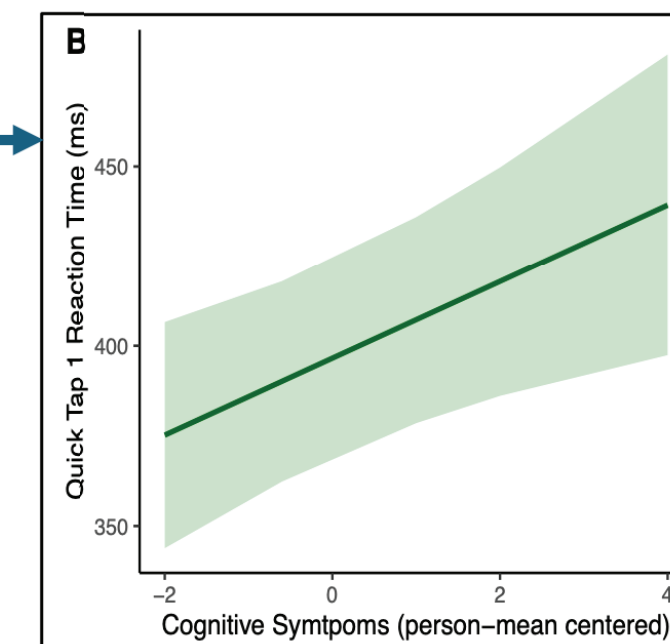 B
Quick Tap 1 Reaction Time (ms)
450
400
350
−2 0 2 4
Cognitive Symtpoms (person−mean centered)